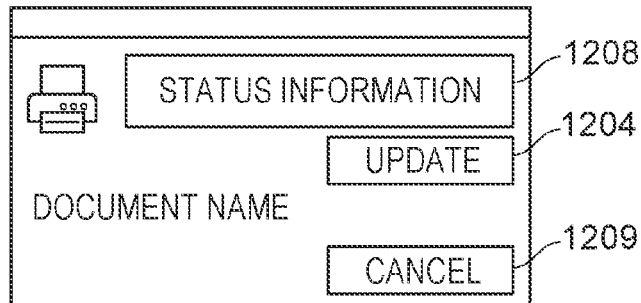 STATUS INFORMATION
1208
UPDATE
1204
DOCUMENT NAME
1209
CANCEL